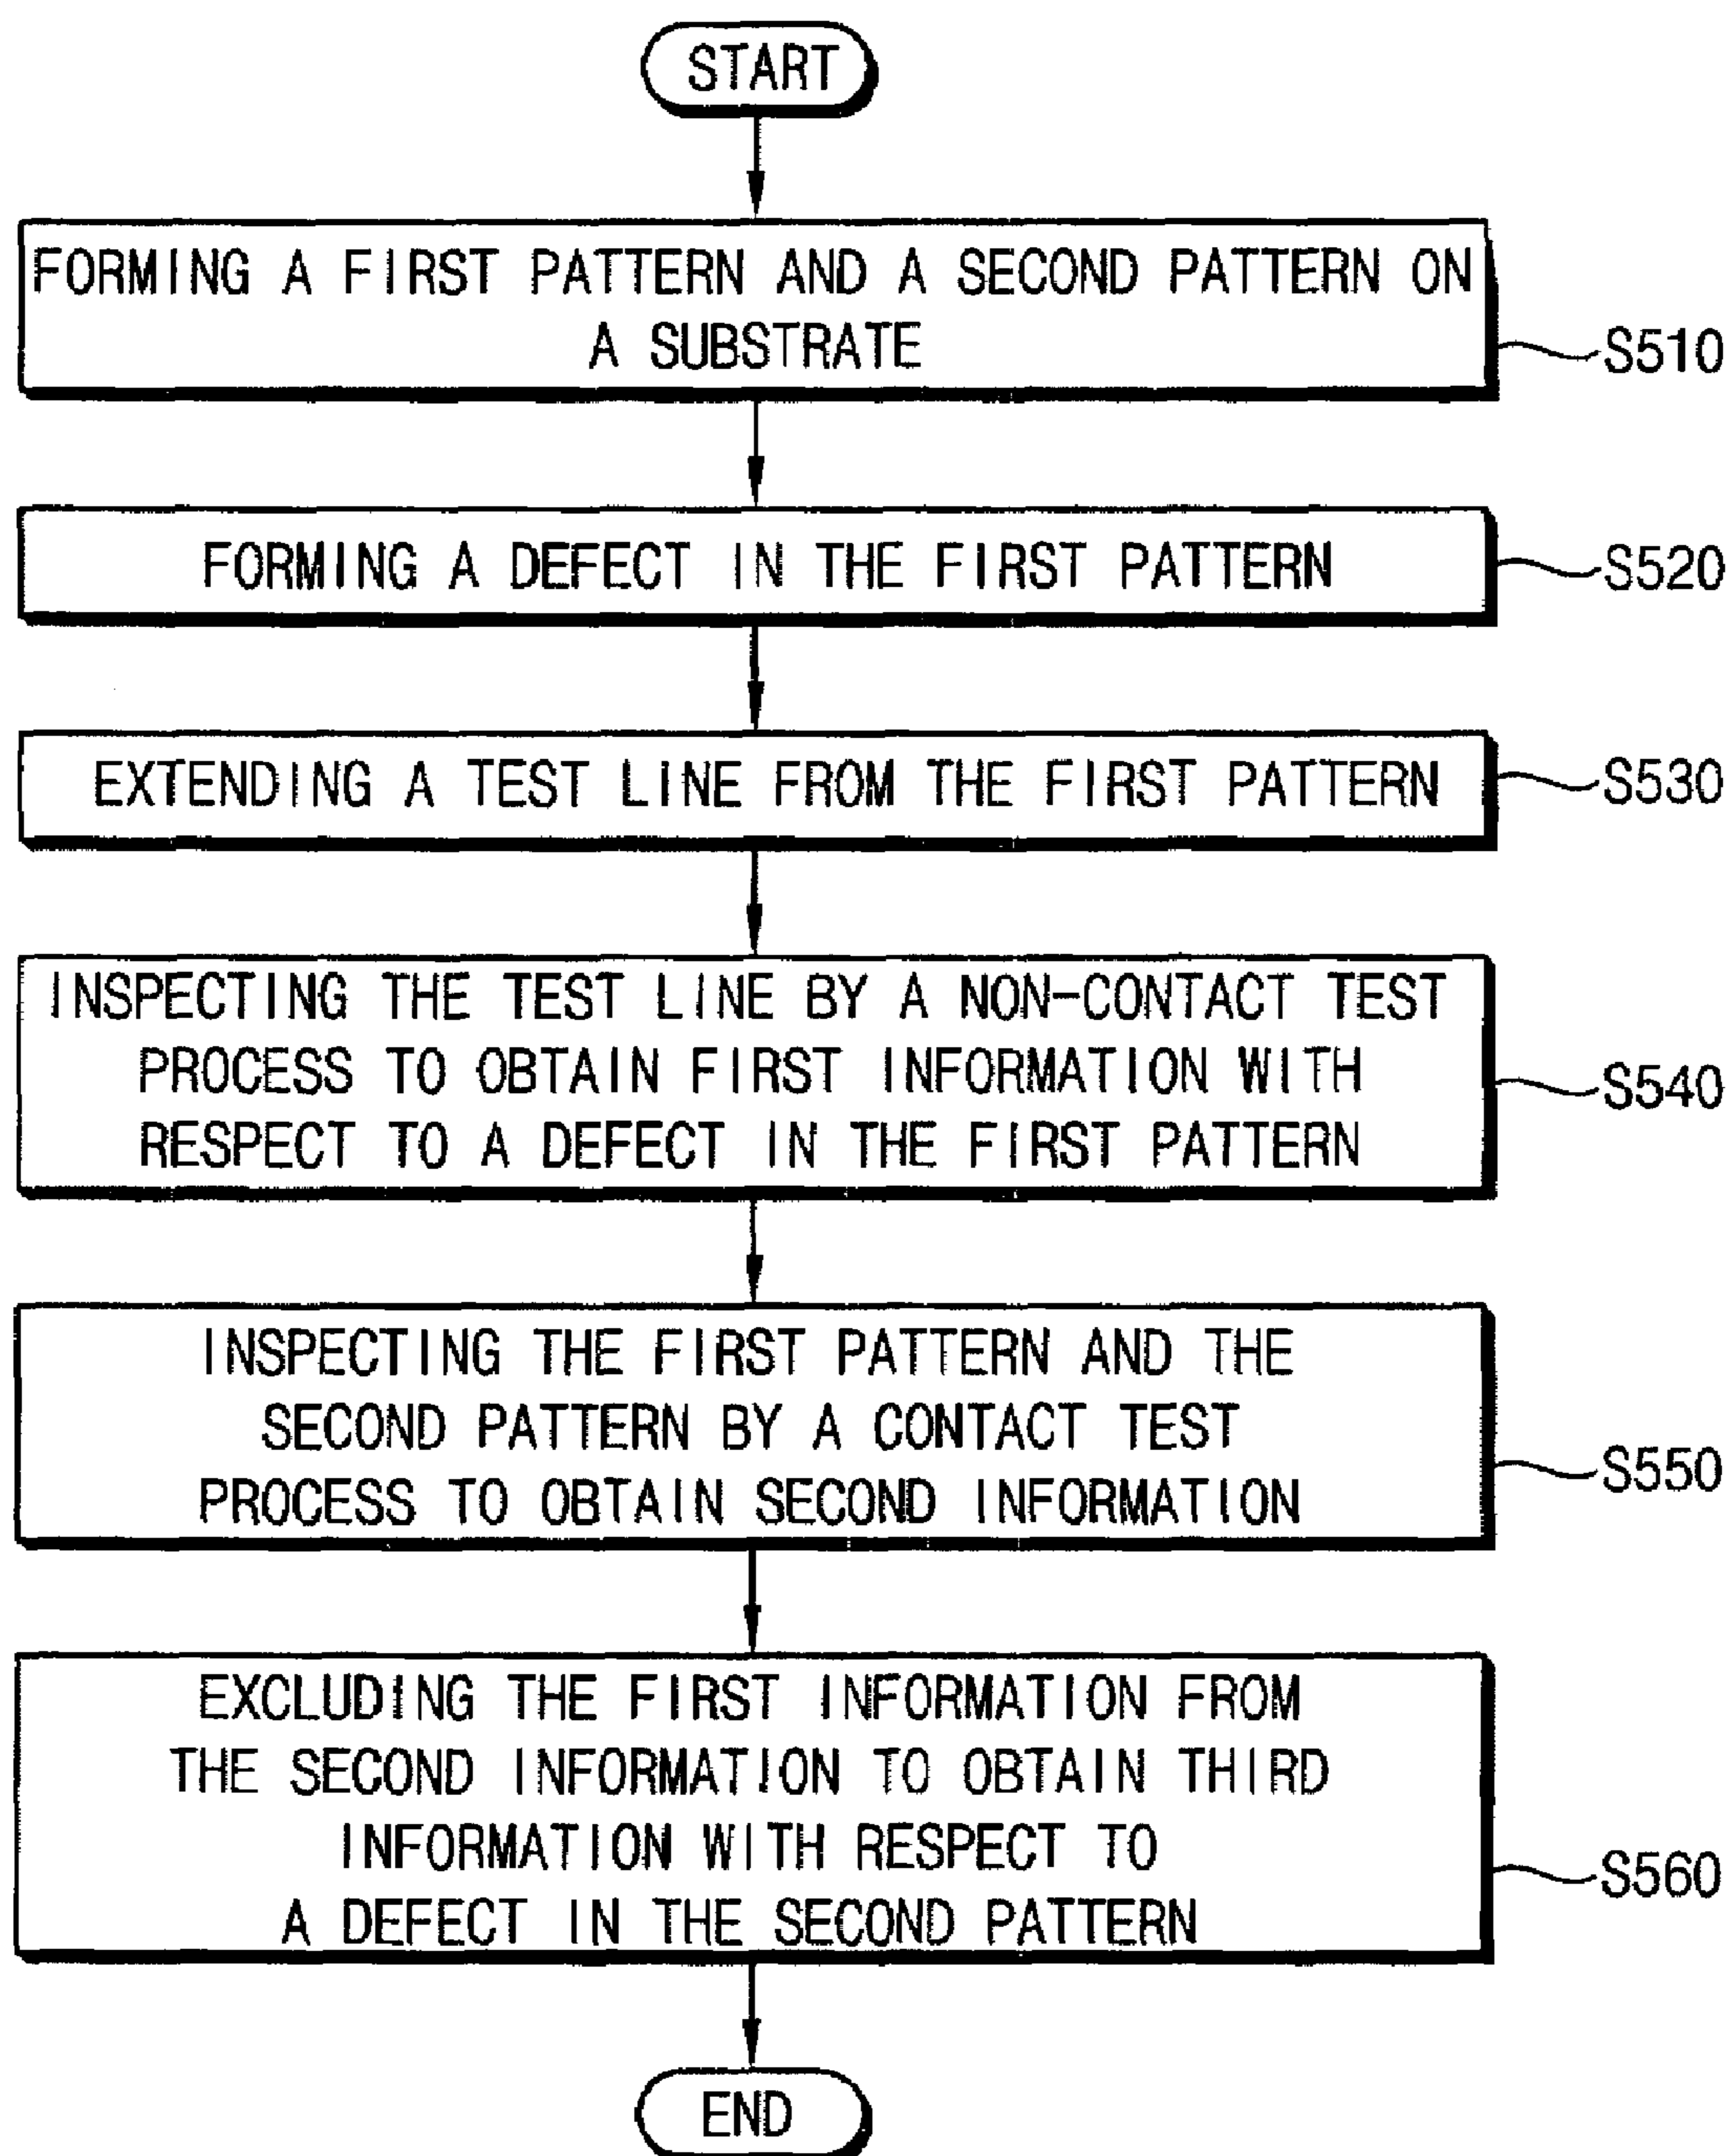 START
FORMING A FIRST PATTERN AND A SECOND PATTERN ON
A SUBSTRATE
S510
FORMING A DEFECT IN THE FIRST PATTERN
S520
EXTENDING A TEST LINE FROM THE FIRST PATTERN
S530
INSPECTING THE TEST LINE BY A NON-CONTACT TEST
PROCESS TO OBTAIN FIRST INFORMATION WITH
RESPECT TO A DEFECT IN THE FIRST PATTERN
S540
INSPECTING THE FIRST PATTERN AND THE
SECOND PATTERN BY A CONTACT TEST
PROCESS TO OBTAIN SECOND INFORMATION
S550
EXCLUDING THE FIRST INFORMATION FROM
THE SECOND INFORMATION TO OBTAIN THIRD
INFORMATION WITH RESPECT TO
A DEFECT IN THE SECOND PATTERN
S560
END